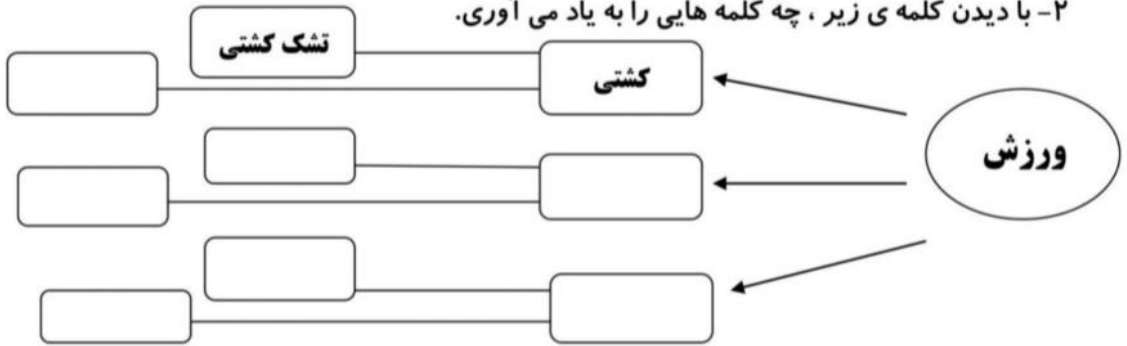 ۲- با دیدن کلمه ی زیر ، چه کلمه هایی را به یاد می آوری.
تشک کشتی
کشتی
ورزش